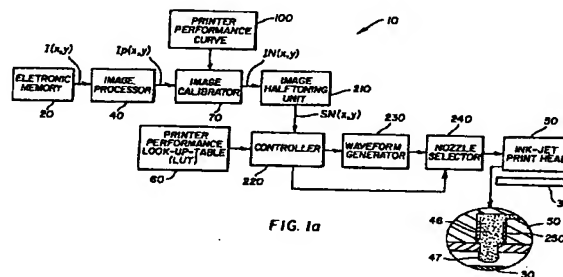 100
10
PRINTER
PERFORMANCE
CURVE
I(x,y)
Ip(x,y)
IN(x,y)
ELETRONIC
MEMORY
IMAGE
PROCESSOR
IMAGE
CALIBRATOR
IMAGE
HALFTONING
UNIT
210
20
40
70
SN(x,y)
230
240
50
PRINTER
PERFORMANCE
LOOK-UP-TABLE
(LUT)
CONTROLLER
WAVEFORM
GENERATOR
NOZZLE
SELECTOR
INK-JET
PRINT HEAD
60
220
3
FIG. 1a
46
50
250
47
30